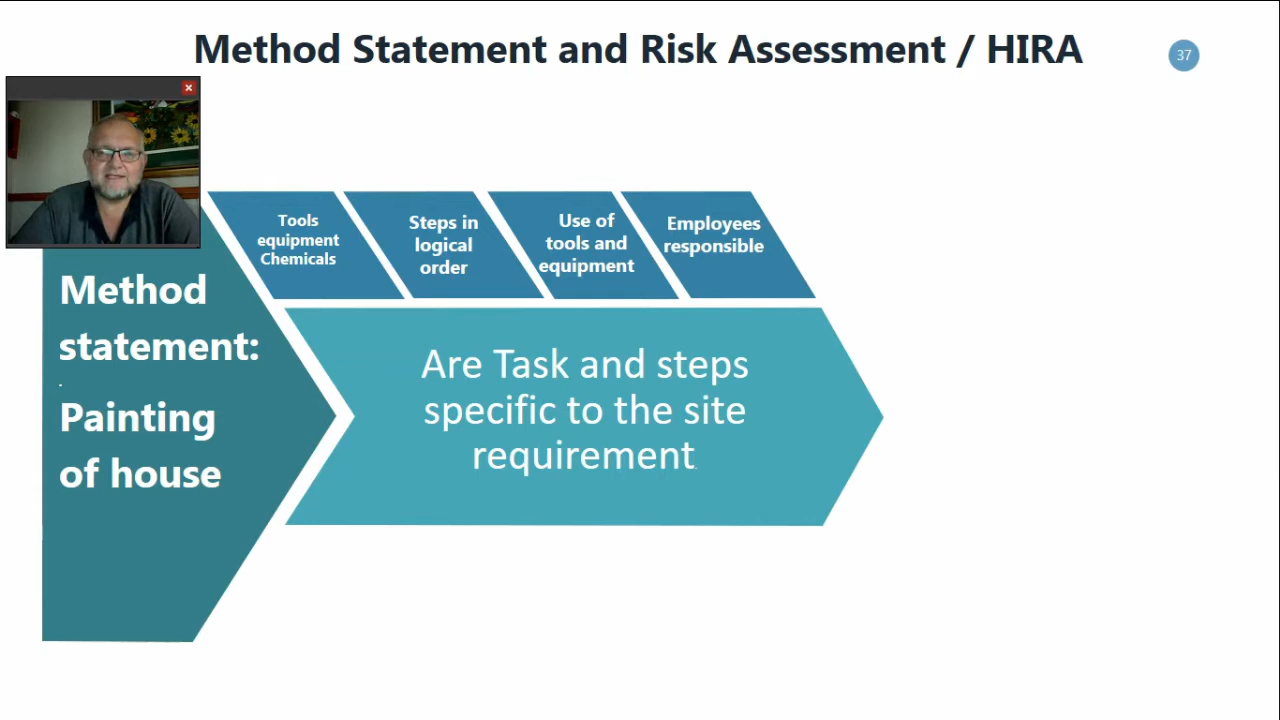 Method Statement and Risk Assessment / HIRA
37
Tools
equipment
Chemicals
Steps in
logical
order
Use of
tools and
equipment
Employees
responsible
Method
statement:
.
Painting
of house
Are Task and steps
specific to the site
requirement.